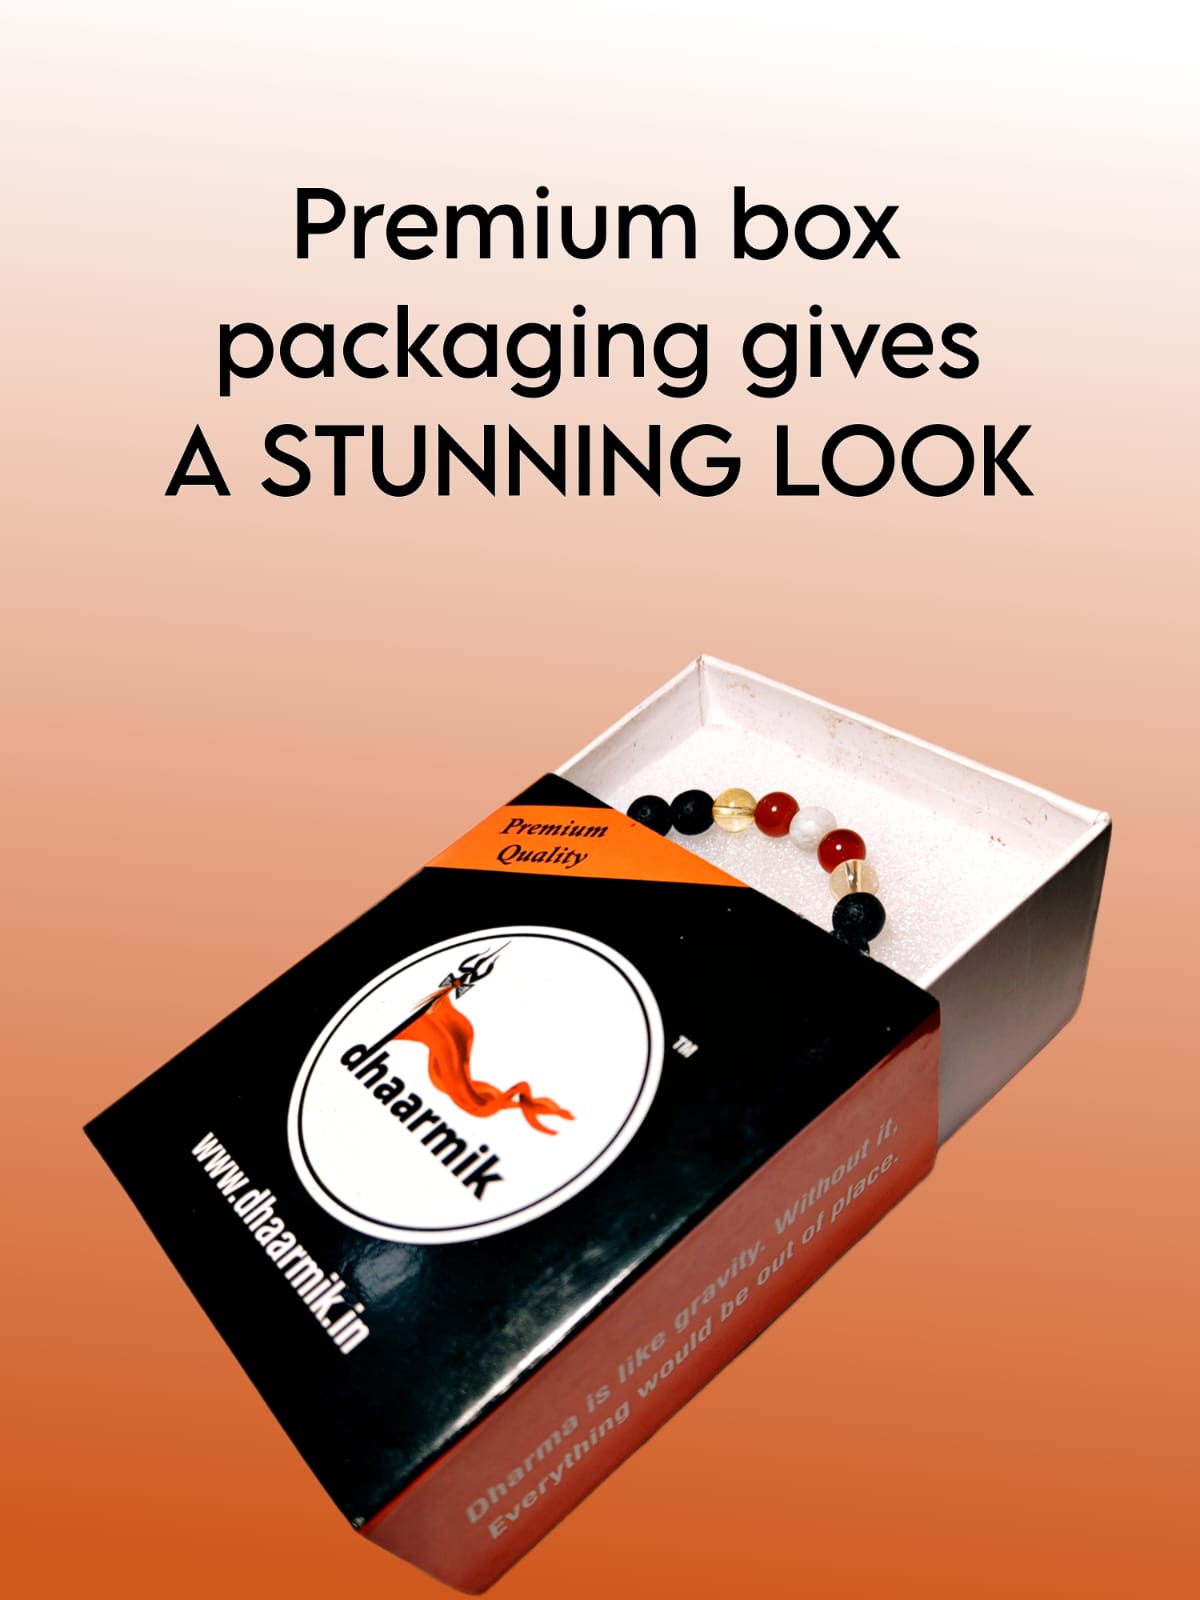 Premium box
packaging gives
A STUNNING LOOK
Premium
Quality
dhaarmik
TM
www.dhaarmik.in
Dharma is like gravity. Without it,
Everything would be out of place.